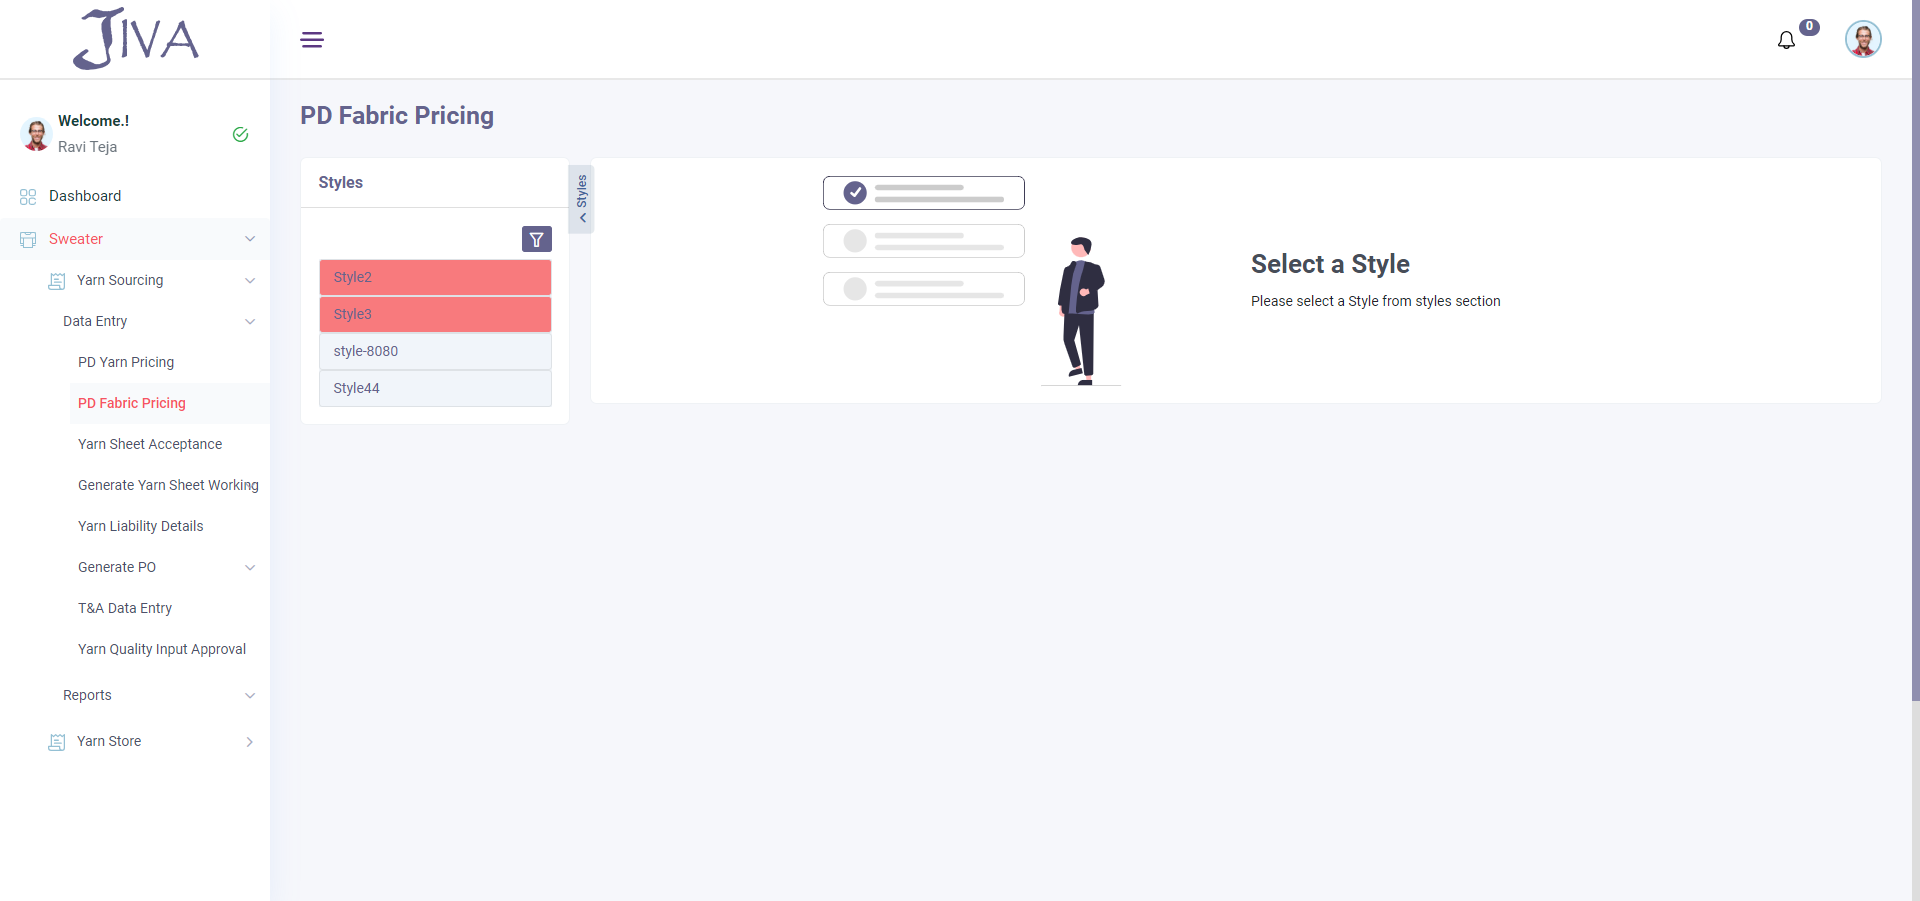 JIVA
0
Welcome.!
Ravi Teja
Dashboard
Sweater
Yarn Sourcing
Data Entry
PD Yarn Pricing
PD Fabric Pricing
Yarn Sheet Acceptance
Generate Yarn Sheet Working
Yarn Liability Details
Generate PO
T&A Data Entry
Yarn Quality Input Approval
Reports
Yarn Store
PD Fabric Pricing
Styles
Style2
Style3
style-8080
Style44
Styles
Select a Style
Please select a Style from styles section